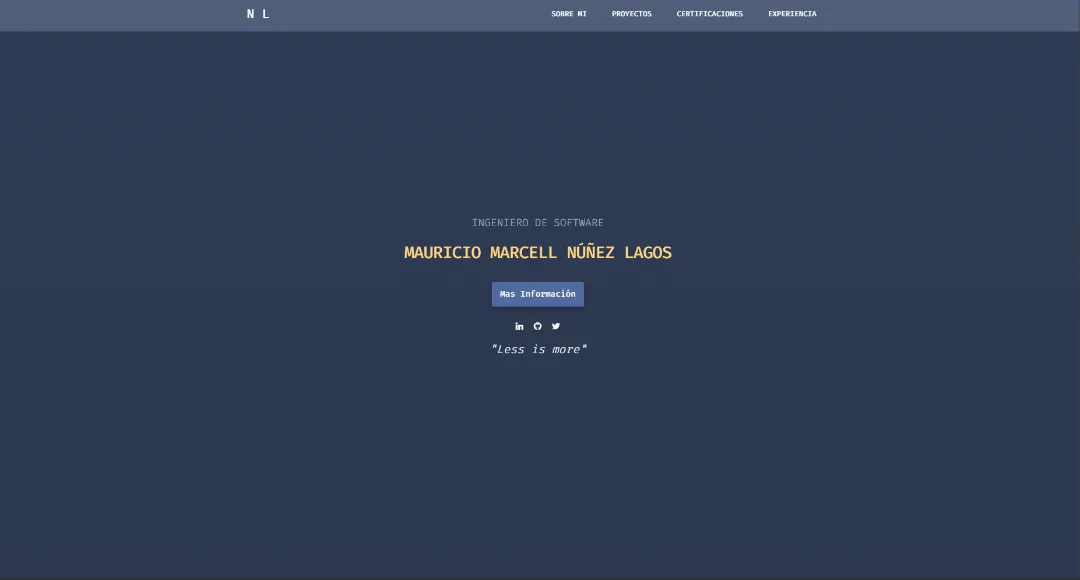 N L
SOBRE MI PROYECTOS CERTIFICACIONES EXPERIENCIA
INGENIERO DE SOFTWARE
MAURICIO MARCELL NÚÑEZ LAGOS
Mas Información
"Less is more"